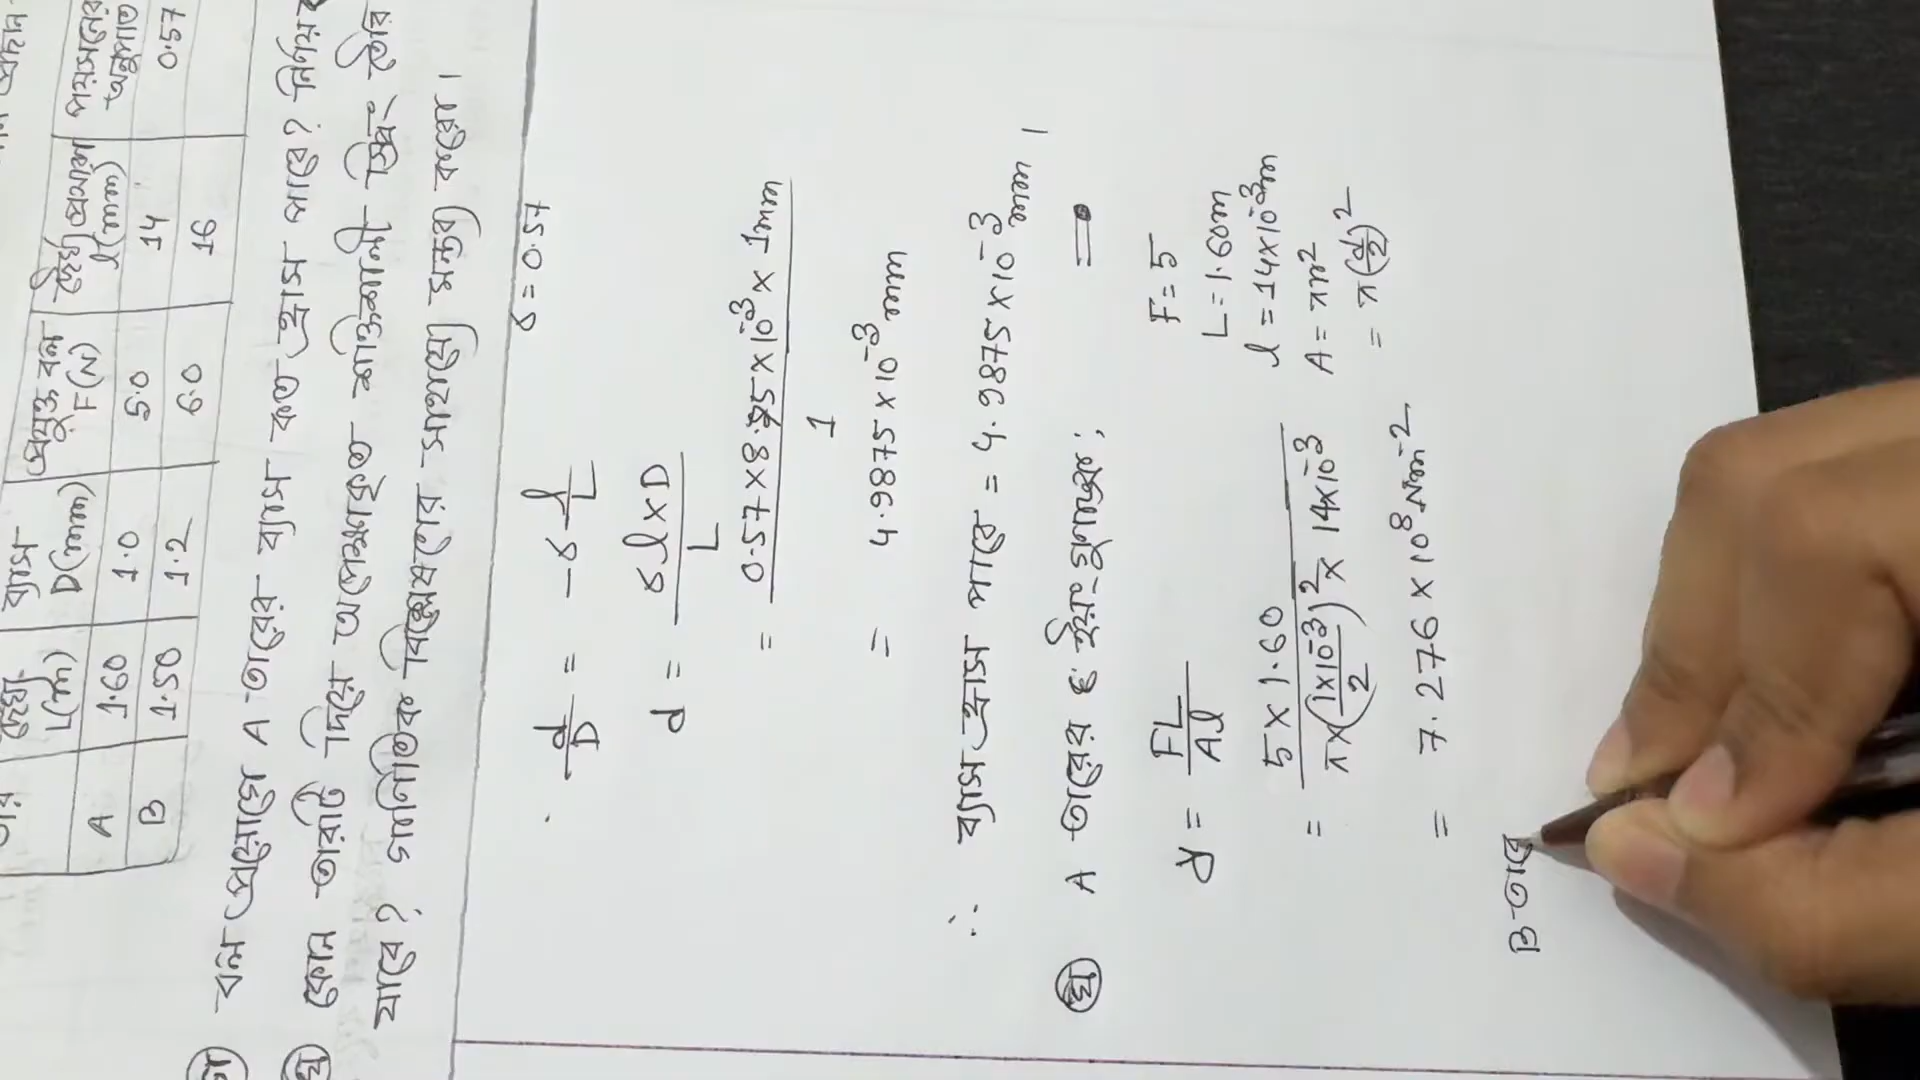 তার দৈর্ঘ্য L(m) ব্যাস D(mm) প্রযুক্ত বল F(N) দৈর্ঘ্য প্রসারণ l(mm) পয়সনের অনুপাত
A 1·60 1·0 5·0 14 0·57
B 1·50 1·2 6·0 16
গ বল প্রয়োগে A তারের ব্যাস কত হ্রাস পাবে? নির্ণয়
ঘ কোন তারটি দিয়ে অপেক্ষাকৃত
যাবে? গাণিতিক বিশ্লেষণের সাহায্যে মন্তব্য করো।
σ = 0·57
d/D = -σ l/L
d = σlxD/L
= 0·57 × 8·75×10⁻³ × 1mm / 1
= 4·9875×10⁻³ mm
∴ ব্যাস হ্রাস পাবে = 4·9875×10⁻³ mm।
ঘ A তারের ইয়ং-গুণাঙ্ক; =
Y = FL/Al
F = 5
L = 1·60m
= 5 × 1·60 / π×(1×10⁻³/2)² × 14×10⁻³
l = 14×10⁻³m
A = πr²
= π(d/2)²
= 7·276 × 10⁸ Nm⁻²
B তারে